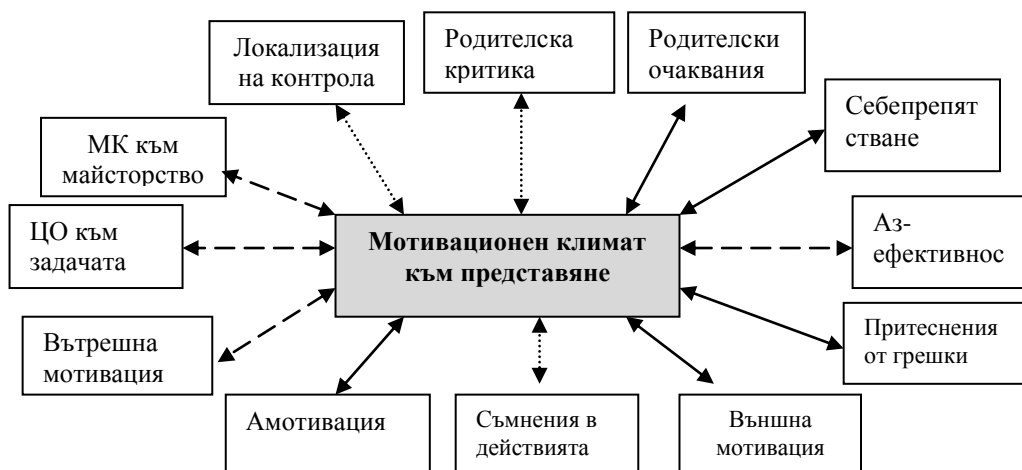 Локализация
на контрола
Родителска
критика
Родителски
очаквания
Себепрепят
стване
МК към
майсторство
ЦО към
задачата
Мотивационен климат
към представяне
Аз-
ефективнос
Вътрешна
мотивация
Притеснения
от грешки
Амотивация
Съмнения в
действията
Външна
мотивация